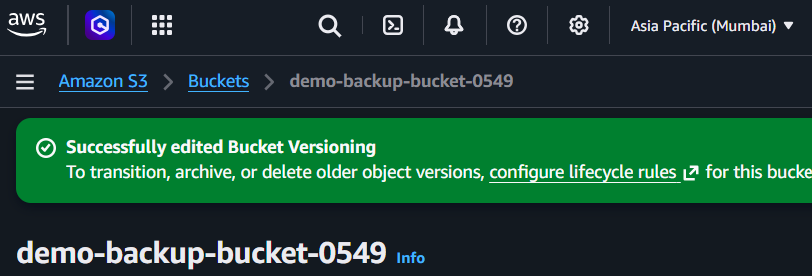 aws
Asia Pacific (Mumbai)
Amazon S3 > Buckets > demo-backup-bucket-0549
Successfully edited Bucket Versioning
To transition, archive, or delete older object versions, configure lifecycle rules for this bucke
demo-backup-bucket-0549 Info